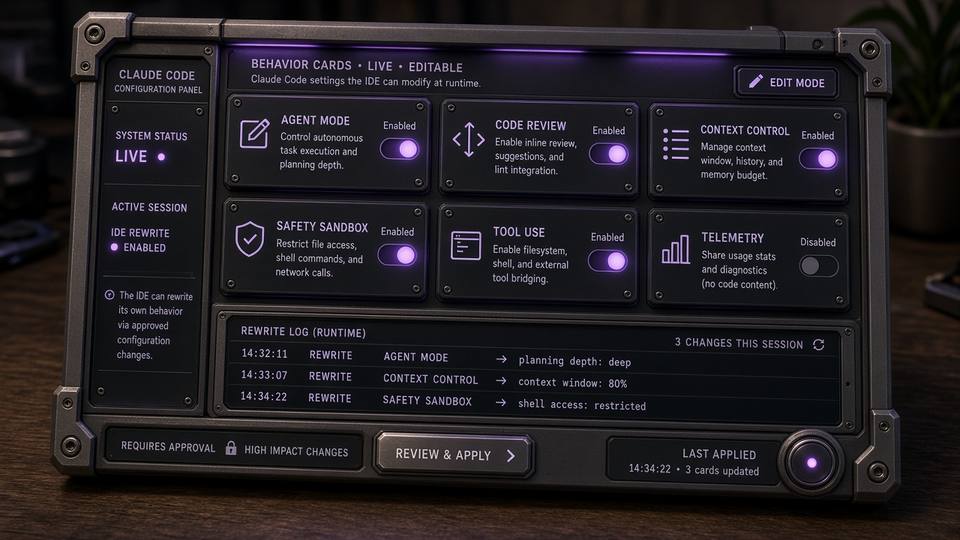 CLAUDE CODE
CONFIGURATION PANEL
SYSTEM STATUS
LIVE
ACTIVE SESSION
IDE REWRITE
ENABLED
The IDE can rewrite
its own behavior
via approved
configuration
changes.
BEHAVIOR CARDS • LIVE • EDITABLE
Claude Code settings the IDE can modify at runtime.
EDIT MODE
AGENT MODE
Control autonomous
task execution and
planning depth.
Enabled
CODE REVIEW
Enable inline review,
suggestions, and
lint integration.
Enabled
CONTEXT CONTROL
Manage context
window, history, and
memory budget.
Enabled
SAFETY SANDBOX
Restrict file access,
shell commands, and
network calls.
Enabled
TOOL USE
Enable filesystem,
shell, and external
tool bridging.
Enabled
TELEMETRY
Share usage stats
and diagnostics
(no code content).
Disabled
REWRITE LOG (RUNTIME)
3 CHANGES THIS SESSION
14:32:11 REWRITE AGENT MODE → planning depth: deep
14:33:07 REWRITE CONTEXT CONTROL → context window: 80%
14:34:22 REWRITE SAFETY SANDBOX → shell access: restricted
REQUIRES APPROVAL HIGH IMPACT CHANGES
REVIEW & APPLY
LAST APPLIED
14:34:22 • 3 cards updated